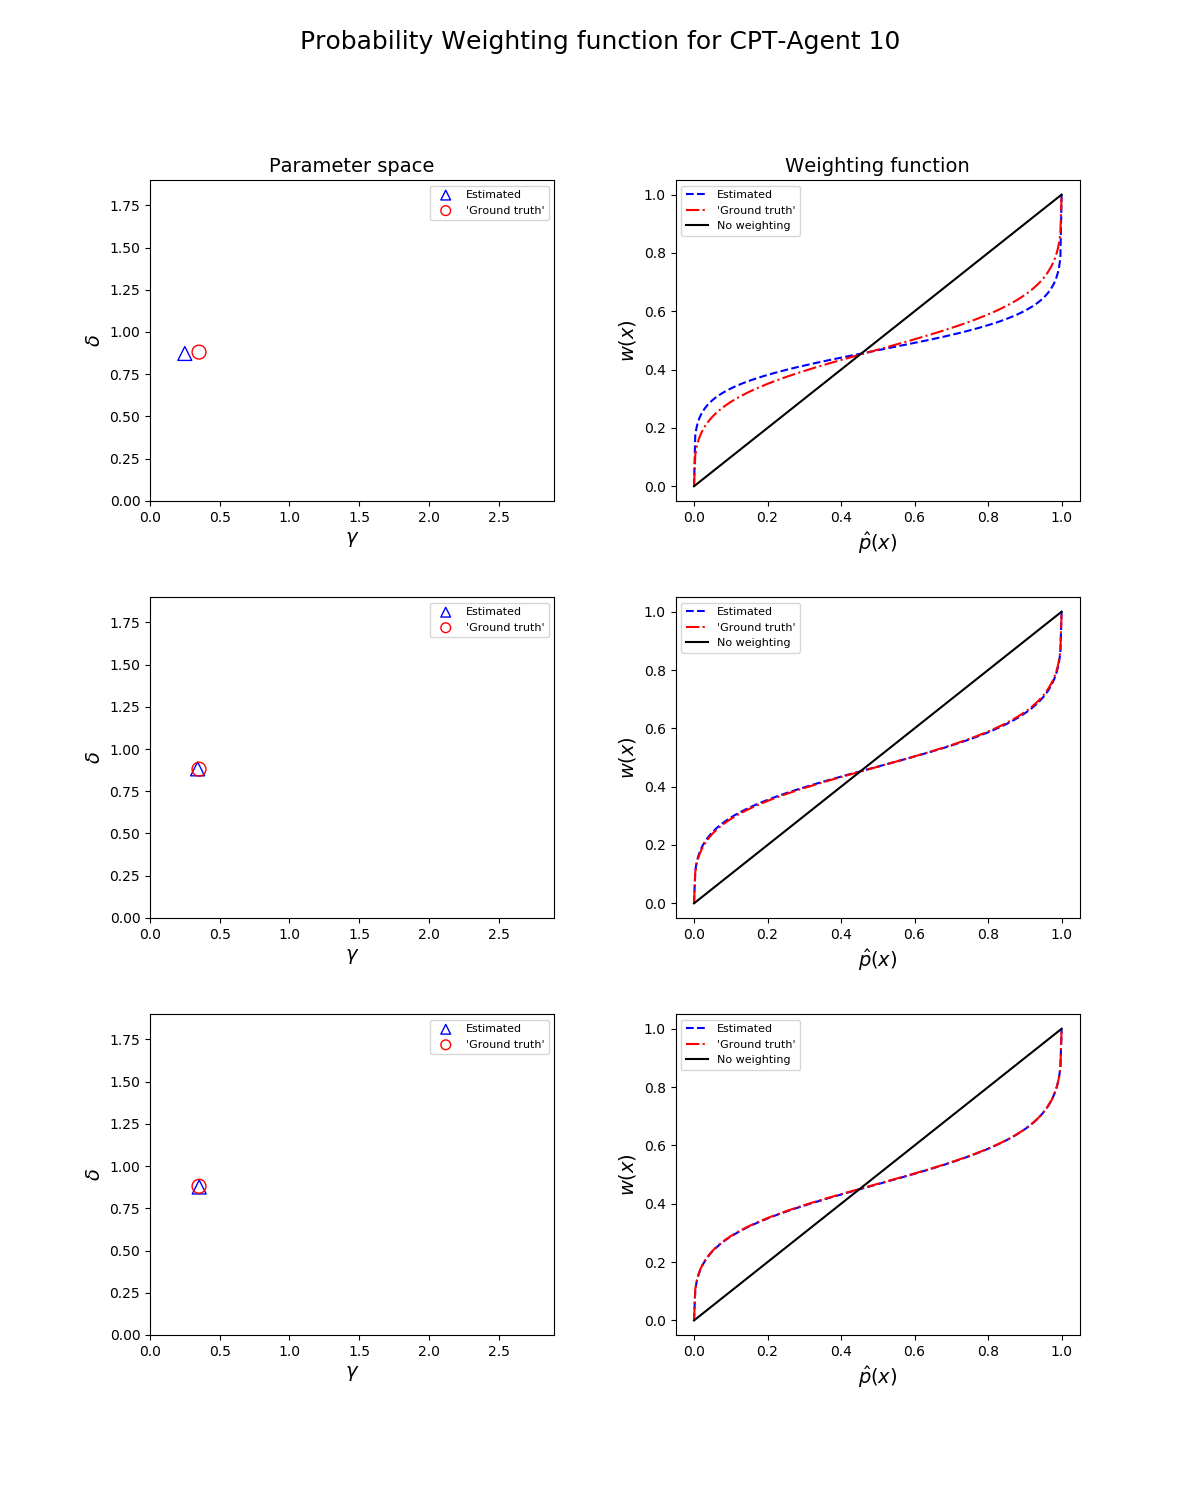 Probability Weighting function for CPT-Agent 10
Parameter space
Estimated
'Ground truth'
1.75
1.50
1.25
1.00
0.75
0.50
0.25
0.00
δ
0.0 0.5 1.0 1.5 2.0 2.5
γ
Weighting function
Estimated
'Ground truth'
No weighting
1.0
0.8
0.6
0.4
0.2
0.0
w(x)
0.0 0.2 0.4 0.6 0.8 1.0
p̂(x)
Estimated
'Ground truth'
1.75
1.50
1.25
1.00
0.75
0.50
0.25
0.00
δ
0.0 0.5 1.0 1.5 2.0 2.5
γ
Estimated
'Ground truth'
No weighting
1.0
0.8
0.6
0.4
0.2
0.0
w(x)
0.0 0.2 0.4 0.6 0.8 1.0
p̂(x)
Estimated
'Ground truth'
1.75
1.50
1.25
1.00
0.75
0.50
0.25
0.00
δ
0.0 0.5 1.0 1.5 2.0 2.5
γ
Estimated
'Ground truth'
No weighting
1.0
0.8
0.6
0.4
0.2
0.0
w(x)
0.0 0.2 0.4 0.6 0.8 1.0
p̂(x)